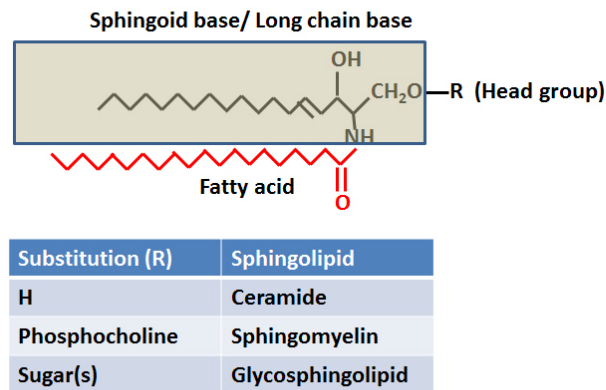 Sphingoid base/ Long chain base
OH
CH₂O—R (Head group)
NH
Fatty acid
O
Substitution (R) Sphingolipid
H Ceramide
Phosphocholine Sphingomyelin
Sugar(s) Glycosphingolipid